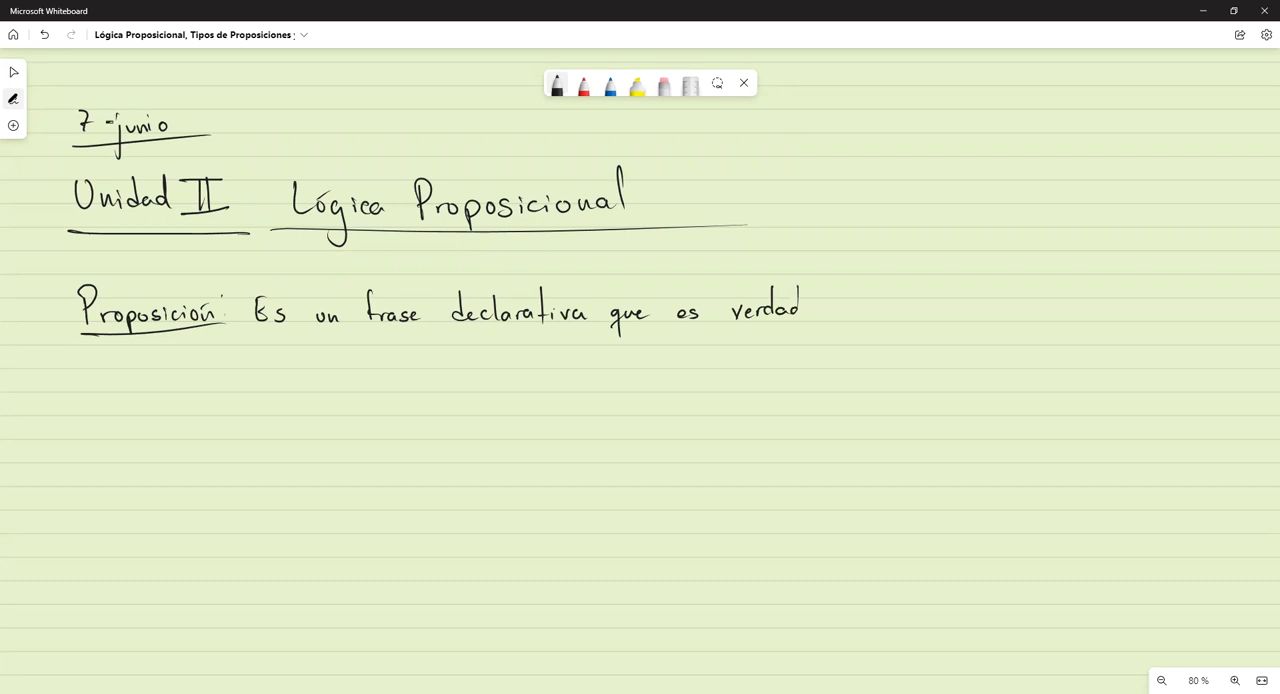 Microsoft Whiteboard
Lógica Proposicional, Tipos de Proposiciones y
7 - junio
Unidad II Lógica Proposicional
Proposición: Es un frase declarativa que es verdad
80 %